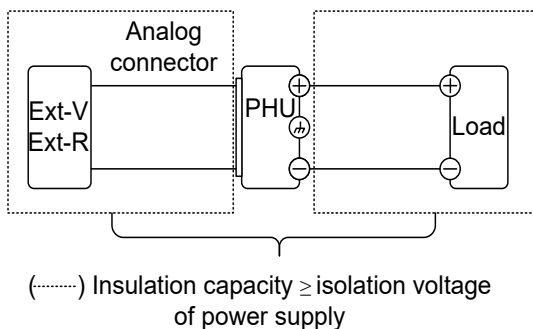 Analog
connector
Ext-V
Ext-R
PHU
+
+
Load
−
−
(........) Insulation capacity ≥ isolation voltage
of power supply